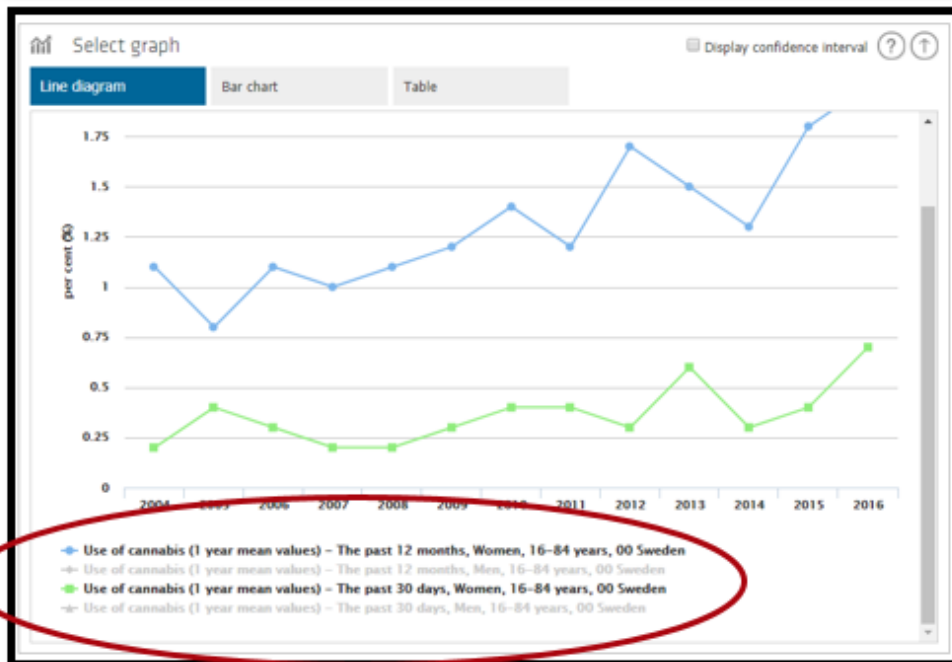 Select graph
Display confidence interval ? ↑
Line diagram Bar chart Table
1.75
1.5
1.25
1
0.75
0.5
0.25
0
per cent (%)
2004 2005 2006 2007 2008 2009 2010 2011 2012 2013 2014 2015 2016
Use of cannabis (1 year mean values) – The past 12 months, Women, 16–84 years, 00 Sweden
Use of cannabis (1 year mean values) – The past 12 months, Men, 16–84 years, 00 Sweden
Use of cannabis (1 year mean values) – The past 30 days, Women, 16–84 years, 00 Sweden
Use of cannabis (1 year mean values) – The past 30 days, Men, 16–84 years, 00 Sweden